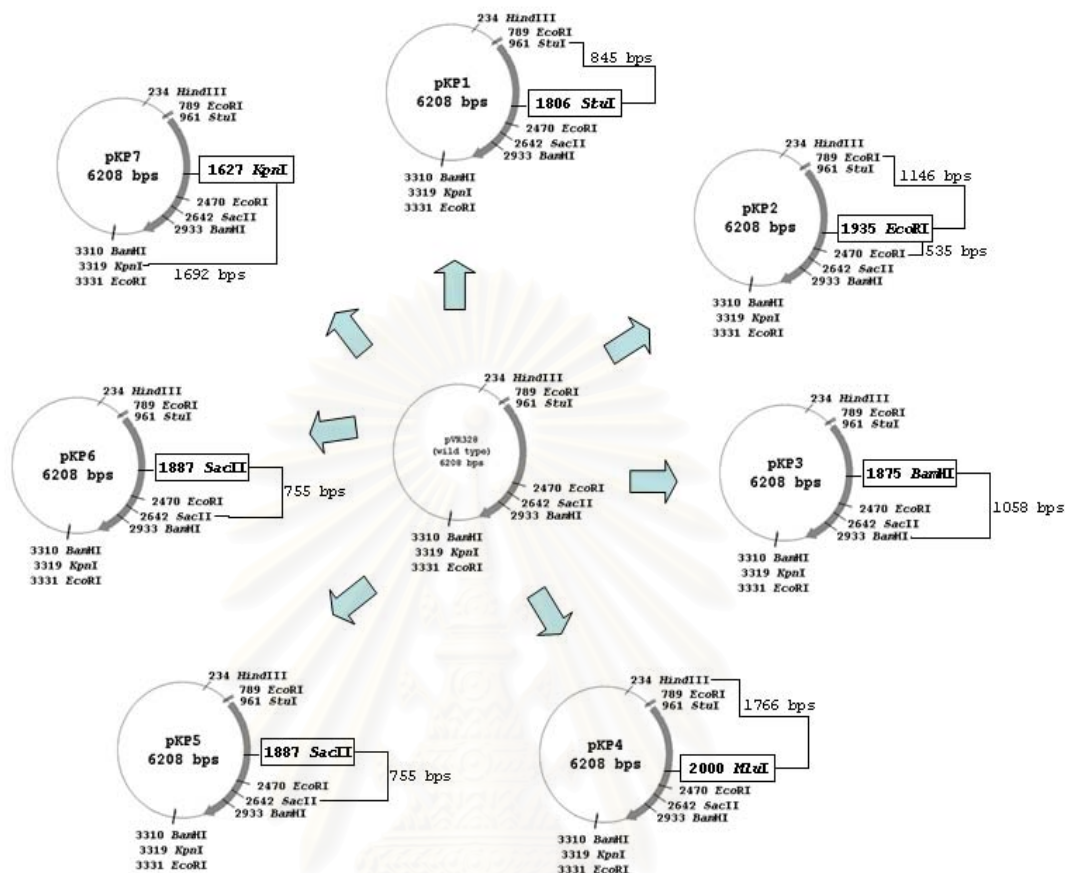 234 HindIII
789 EcoRI
961 StuI
845 bps
pKP1
6208 bps
1806 StuI
2470 EcoRI
2642 SacII
2933 BamHI
3310 BamHI
3319 KpnI
3331 EcoRI
234 HindIII
789 EcoRI
961 StuI
pKP7
6208 bps
1627 KpnI
2470 EcoRI
2642 SacII
2933 BamHI
3310 BamHI
3319 KpnI
3331 EcoRI
1692 bps
234 HindIII
789 EcoRI
961 StuI
1146 bps
pKP2
6208 bps
1935 EcoRI
2470 EcoRI
535 bps
2642 SacII
2933 BamHI
3310 BamHI
3319 KpnI
3331 EcoRI
234 HindIII
789 EcoRI
961 StuI
pKP6
6208 bps
1887 SacII
755 bps
2470 EcoRI
2642 SacII
2933 BamHI
3310 BamHI
3319 KpnI
3331 EcoRI
234 HindIII
789 EcoRI
961 StuI
pVR328
(wild type)
6208 bps
2470 EcoRI
2642 SacII
2933 BamHI
3310 BamHI
3319 KpnI
3331 EcoRI
234 HindIII
789 EcoRI
961 StuI
pKP3
6208 bps
1875 BamHI
1058 bps
2470 EcoRI
2642 SacII
2933 BamHI
3310 BamHI
3319 KpnI
3331 EcoRI
234 HindIII
789 EcoRI
961 StuI
pKP5
6208 bps
1887 SacII
755 bps
2470 EcoRI
2642 SacII
2933 BamHI
3310 BamHI
3319 KpnI
3331 EcoRI
234 HindIII
789 EcoRI
961 StuI
1766 bps
pKP4
6208 bps
2000 MluI
2470 EcoRI
2642 SacII
2933 BamHI
3310 BamHI
3319 KpnI
3331 EcoRI